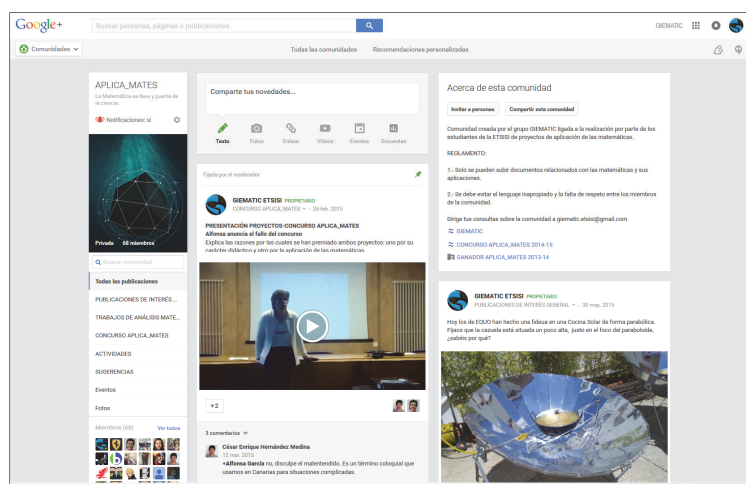 Google+
Buscar personas, páginas o publicaciones
GIEMATIC
Comunidades
Todas las comunidades
Recomendaciones personalizadas
APLICA_MATES
La Matemática es llave y puerta de
la ciencia.
Notificaciones: sí
Privada
68 miembros
Buscar comunidad
Todas las publicaciones
PUBLICACIONES DE INTERÉS ...
TRABAJOS DE ANÁLISIS MATE...
CONCURSO APLICA_MATES
ACTIVIDADES
SUGERENCIAS
Eventos
Fotos
Miembros (68)
Ver todos
Comparte tus novedades...
Texto
Fotos
Enlace
Vídeos
Eventos
Encuestas
Fijada por el moderador
GIEMATIC ETSISI PROPIETARIO
CONCURSO APLICA_MATES - 26 feb. 2015
PRESENTACIÓN PROYECTOS-CONCURSO APLICA_MATES
Alfonsa anuncia el fallo del concurso
Explica las razones por las cuales se han premiado ambos proyectos: uno por su
carácter didáctico y otro por la aplicación de las matemáticas.
+2
3 comentarios
César Enrique Hernández Medina
12 mar. 2015
+Alfonsa García no, disculpe el malentendido. Es un término coloquial que
usamos en Canarias para situaciones complicadas.
Acerca de esta comunidad
Invitar a personas
Compartir esta comunidad
Comunidad creada por el grupo GIEMATIC ligada a la realización por parte de los
estudiantes de la ETSISI de proyectos de aplicación de las matemáticas.
REGLAMENTO:
1.- Solo se pueden subir documentos relacionados con las matemáticas y sus
aplicaciones.
2.- Se debe evitar el lenguaje inapropiado y la falta de respeto entre los miembros
de la comunidad.
Dirige tus consultas sobre la comunidad a giematic.etsisi@gmail.com
GIEMATIC
CONCURSO APLICA_MATES 2014-15
GANADOR APLICA_MATES 2013-14
GIEMATIC ETSISI PROPIETARIO
PUBLICACIONES DE INTERÉS GENERAL - 30 may. 2015
Hoy los de EQUO han hecho una fideua en una Cocina Solar de forma parabólica.
Fijaos que la cazuela está situada un poco alta, justo en el foco del paraboloide,
¿sabéis por qué?